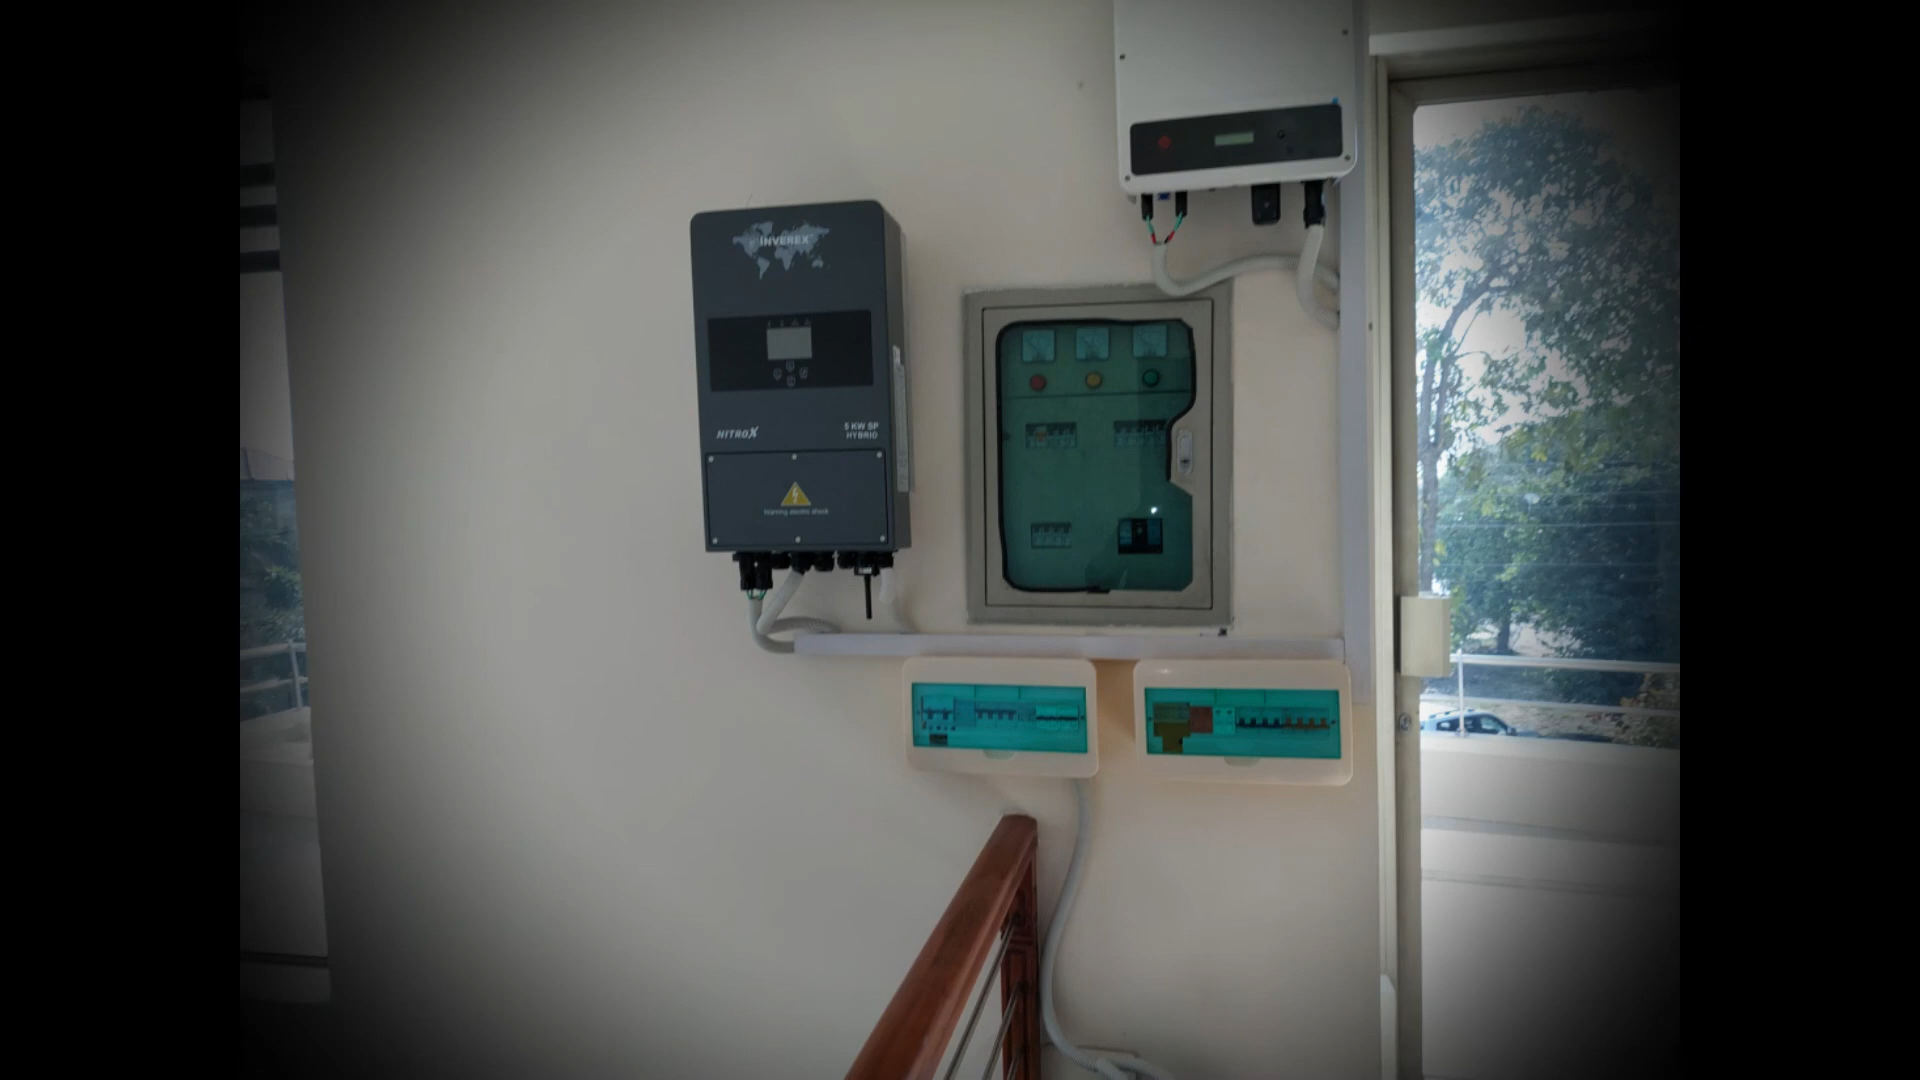 INVEREX
NITROX
5 KW SP
HYBRID
Warning electric shock